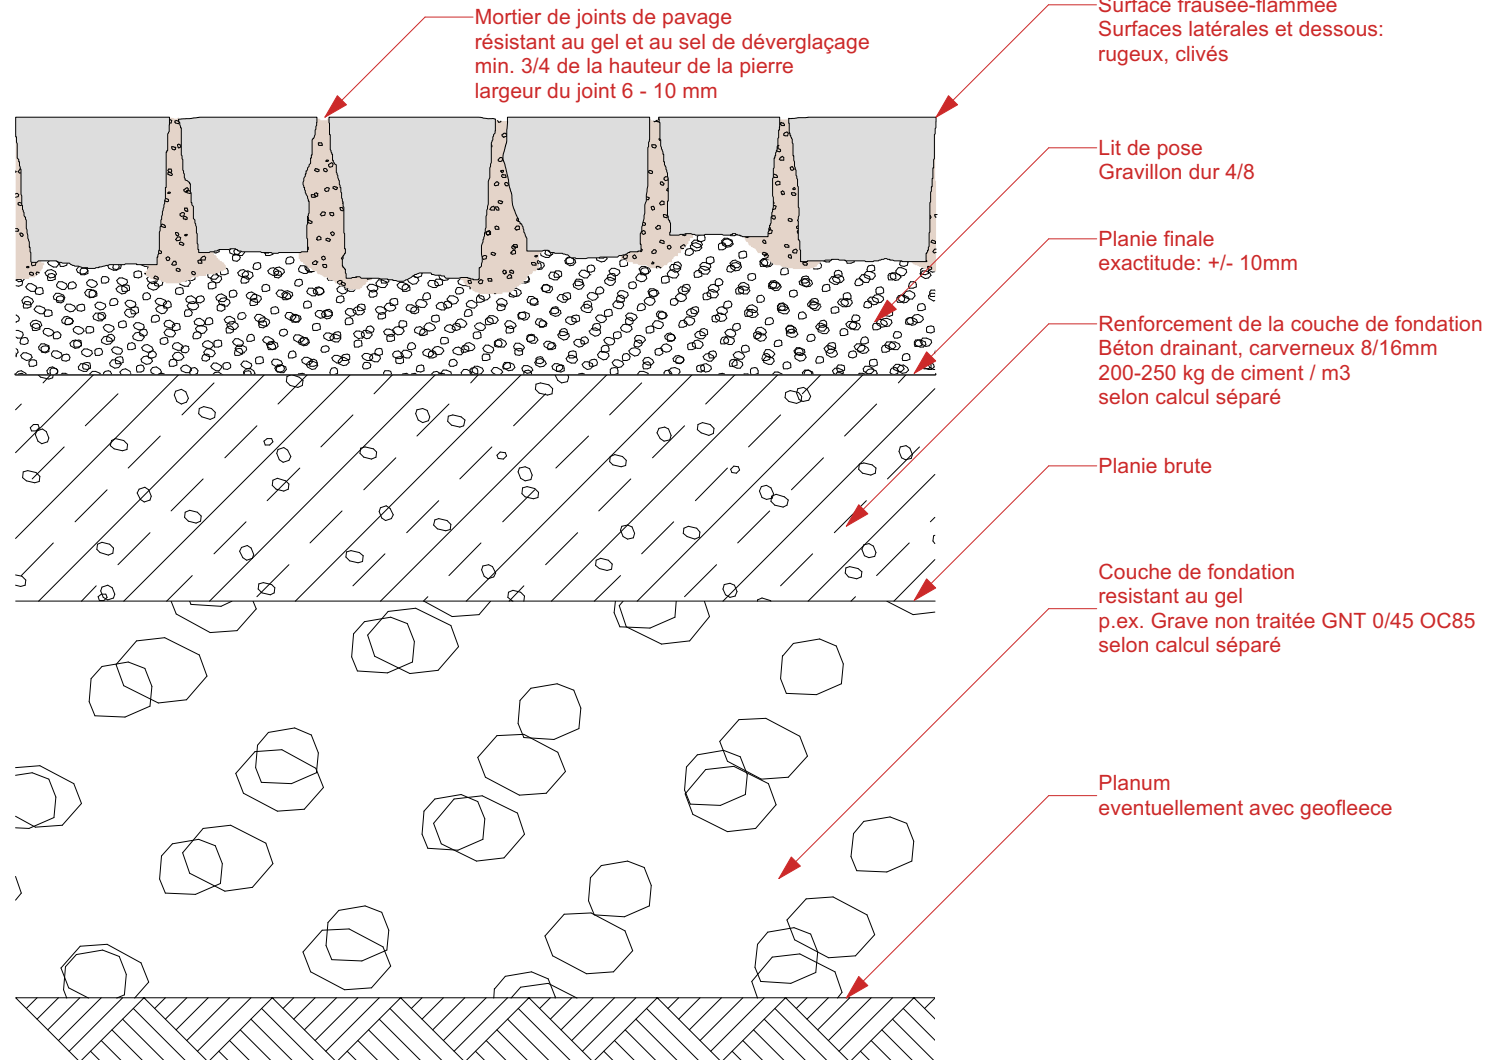 Mortier de joints de pavage
résistant au gel et au sel de déverglaçage
min. 3/4 de la hauteur de la pierre
largeur du joint 6 - 10 mm
Surface frausée-flammée
Surfaces latérales et dessous:
rugeux, clivés
Lit de pose
Gravillon dur 4/8
Planie finale
exactitude: +/- 10mm
Renforcement de la couche de fondation
Béton drainant, carverneux 8/16mm
200-250 kg de ciment / m3
selon calcul séparé
Planie brute
Couche de fondation
resistant au gel
p.ex. Grave non traitée GNT 0/45 OC85
selon calcul séparé
Planum
eventuellement avec geofleece